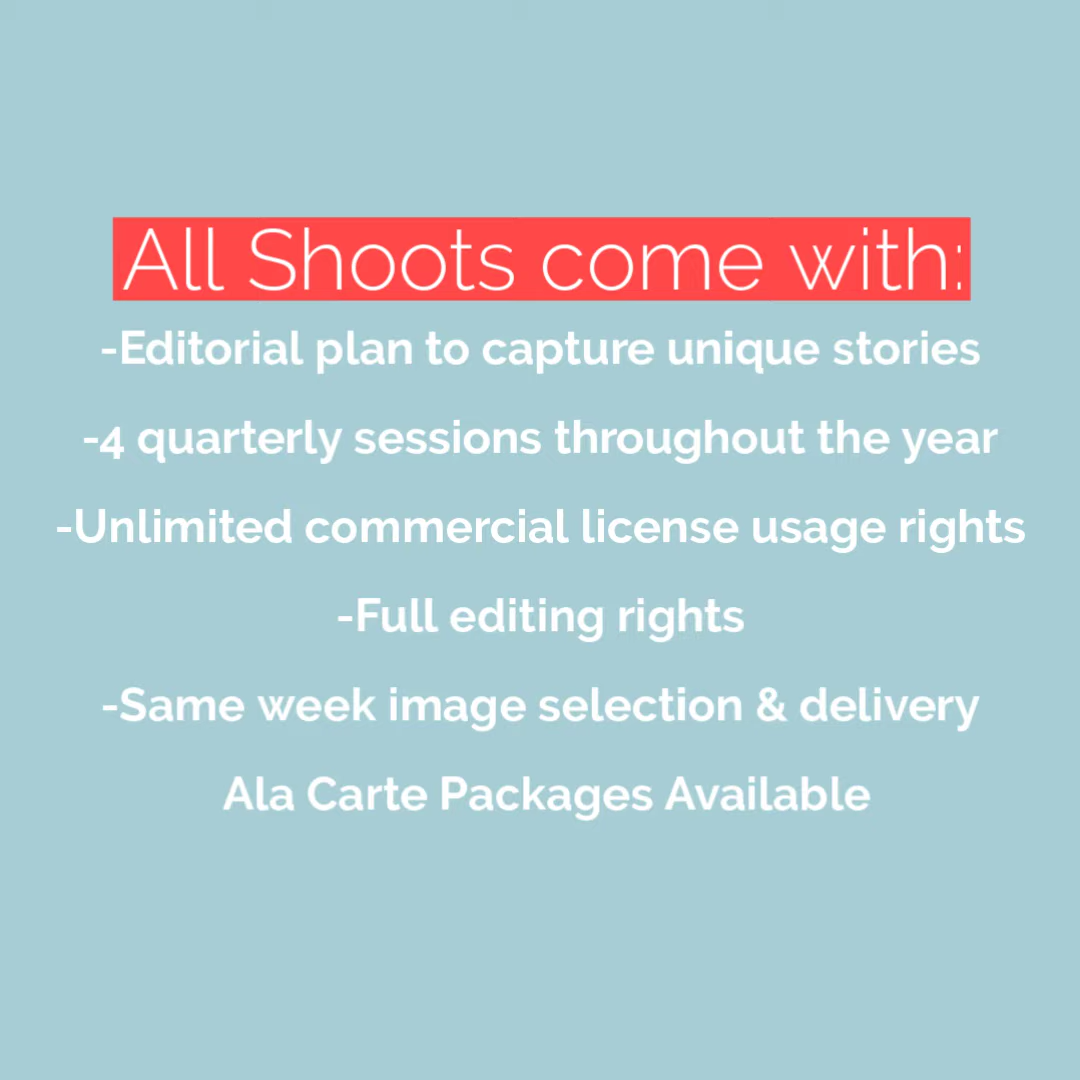 All Shoots come with:
-Editorial plan to capture unique stories
-4 quarterly sessions throughout the year
-Unlimited commercial license usage rights
-Full editing rights
-Same week image selection & delivery
Ala Carte Packages Available